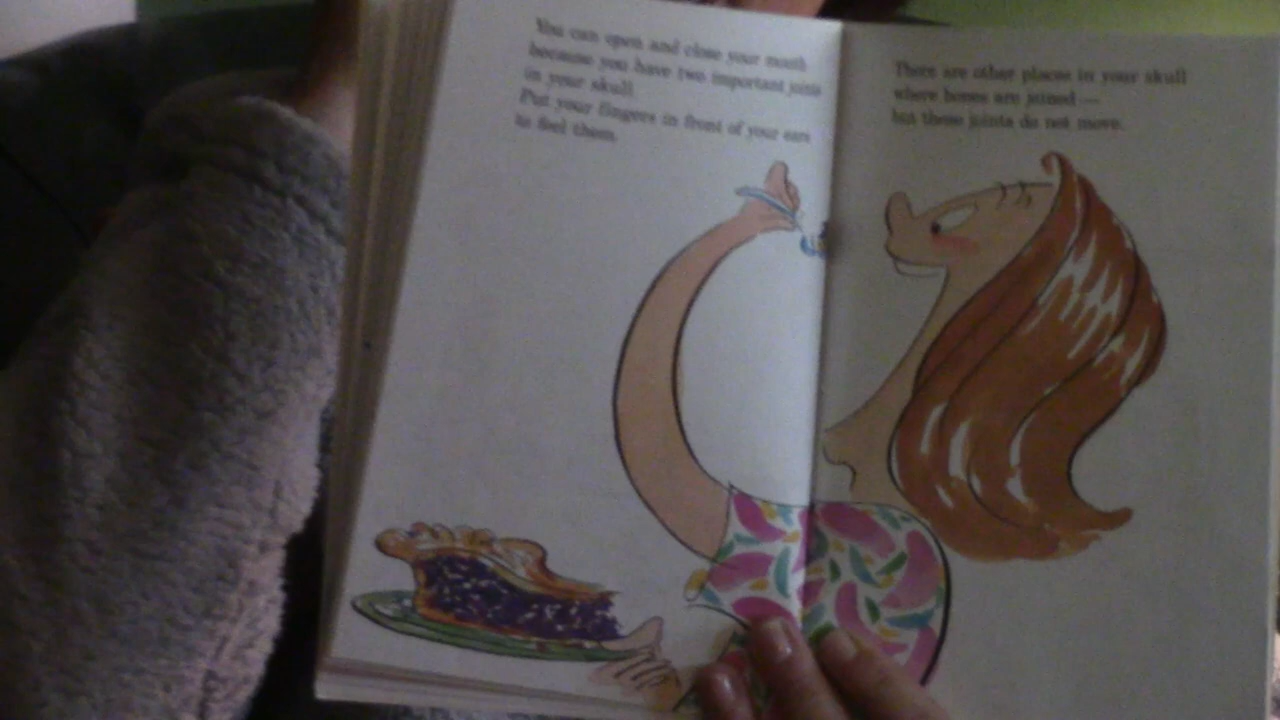 You can open and close your mouth
because you have two important joints
in your skull.
Put your fingers in front of your ears
to feel them.
There are other places in your skull
where bones are joined—
but these joints do not move.